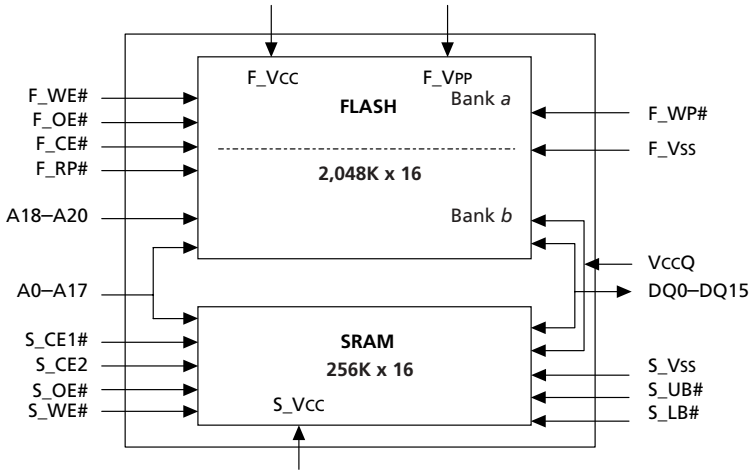 F_VCC
F_VPP
FLASH
Bank a
2,048K x 16
Bank b
F_WE#
F_OE#
F_CE#
F_RP#
A18–A20
A0–A17
S_CE1#
S_CE2
S_OE#
S_WE#
F_WP#
F_VSS
VCCQ
DQ0–DQ15
SRAM
256K x 16
S_VCC
S_VSS
S_UB#
S_LB#